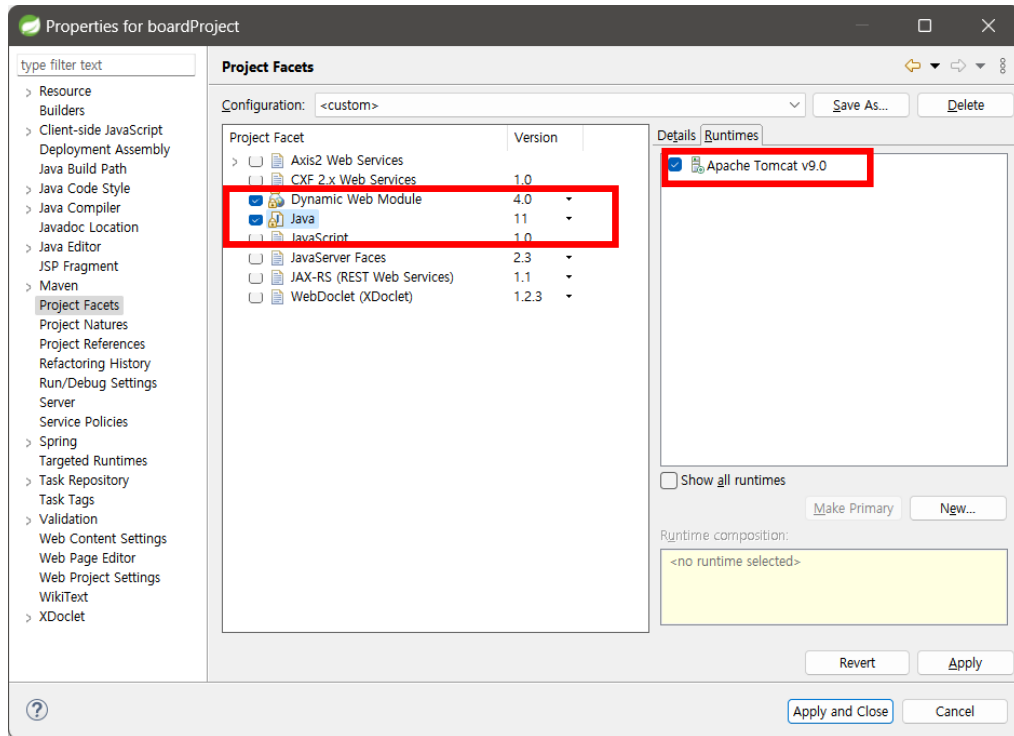 Properties for boardProject
type filter text
Resource
Builders
Client-side JavaScript
Deployment Assembly
Java Build Path
Java Code Style
Java Compiler
Javadoc Location
Java Editor
JSP Fragment
Maven
Project Facets
Project Natures
Project References
Refactoring History
Run/Debug Settings
Server
Service Policies
Spring
Targeted Runtimes
Task Repository
Task Tags
Validation
Web Content Settings
Web Page Editor
Web Project Settings
WikiText
XDoclet
Project Facets
Configuration: <custom> Save As... Delete
Project Facet Version
Axis2 Web Services
CXF 2.x Web Services 1.0
Dynamic Web Module 4.0
Java 11
JavaScript 1.0
JavaServer Faces 2.3
JAX-RS (REST Web Services) 1.1
WebDoclet (XDoclet) 1.2.3
Details Runtimes
Apache Tomcat v9.0
Show all runtimes
Make Primary New...
Runtime composition:
<no runtime selected>
Revert Apply
Apply and Close Cancel